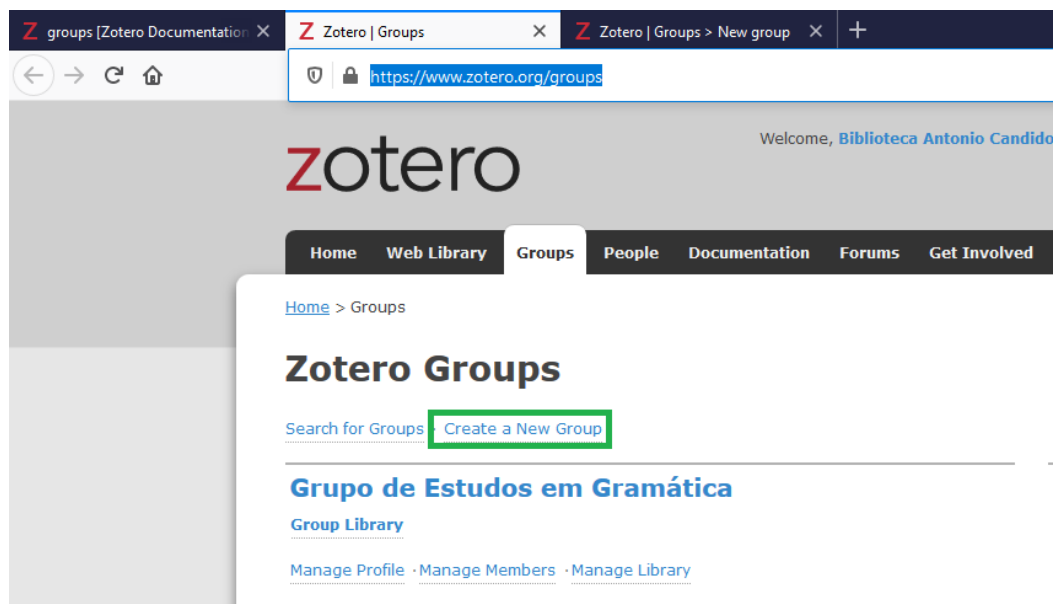 groups [Zotero Documentation
Zotero | Groups
Zotero | Groups > New group
https://www.zotero.org/groups
zotero
Welcome, Biblioteca Antonio Candido
Home Web Library Groups People Documentation Forums Get Involved
Home > Groups
Zotero Groups
Search for Groups · Create a New Group
Grupo de Estudos em Gramática
Group Library
Manage Profile · Manage Members · Manage Library